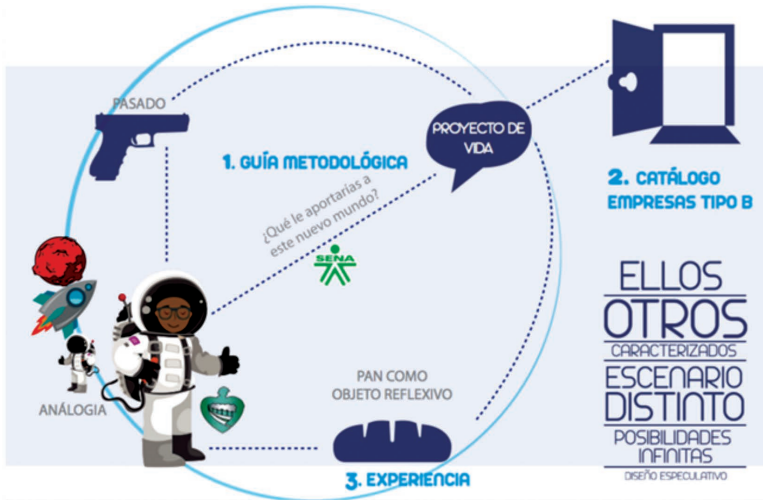 PASADO
PROYECTO DE
VIDA
1. GUÍA METODOLÓGICA
¿Qué le aportarías a
este nuevo mundo?
SENA
2. CATÁLOGO
EMPRESAS TIPO B
ELLOS
OTROS
CARACTERIZADOS
ESCENARIO
DISTINTO
POSIBILIDADES
INFINITAS
DISEÑO ESPECULATIVO
ANÁLOGIA
PAN COMO
OBJETO REFLEXIVO
3. EXPERIENCIA